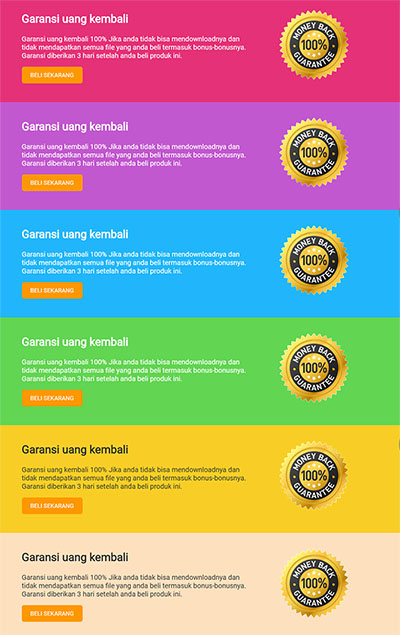 Garansi uang kembali
Garansi uang kembali 100% Jika anda tidak bisa mendownloadnya dan
tidak mendapatkan semua file yang anda beli termasuk bonus-bonusnya.
Garansi diberikan 3 hari setelah anda beli produk ini.
BELI SEKARANG
MONEY BACK
100%
GUARANTEE
Garansi uang kembali
Garansi uang kembali 100% Jika anda tidak bisa mendownloadnya dan
tidak mendapatkan semua file yang anda beli termasuk bonus-bonusnya.
Garansi diberikan 3 hari setelah anda beli produk ini.
BELI SEKARANG
MONEY BACK
100%
GUARANTEE
Garansi uang kembali
Garansi uang kembali 100% Jika anda tidak bisa mendownloadnya dan
tidak mendapatkan semua file yang anda beli termasuk bonus-bonusnya.
Garansi diberikan 3 hari setelah anda beli produk ini.
BELI SEKARANG
MONEY BACK
100%
GUARANTEE
Garansi uang kembali
Garansi uang kembali 100% Jika anda tidak bisa mendownloadnya dan
tidak mendapatkan semua file yang anda beli termasuk bonus-bonusnya.
Garansi diberikan 3 hari setelah anda beli produk ini.
BELI SEKARANG
MONEY BACK
100%
GUARANTEE
Garansi uang kembali
Garansi uang kembali 100% Jika anda tidak bisa mendownloadnya dan
tidak mendapatkan semua file yang anda beli termasuk bonus-bonusnya.
Garansi diberikan 3 hari setelah anda beli produk ini.
BELI SEKARANG
MONEY BACK
100%
GUARANTEE
Garansi uang kembali
Garansi uang kembali 100% Jika anda tidak bisa mendownloadnya dan
tidak mendapatkan semua file yang anda beli termasuk bonus-bonusnya.
Garansi diberikan 3 hari setelah anda beli produk ini.
BELI SEKARANG
MONEY BACK
100%
GUARANTEE